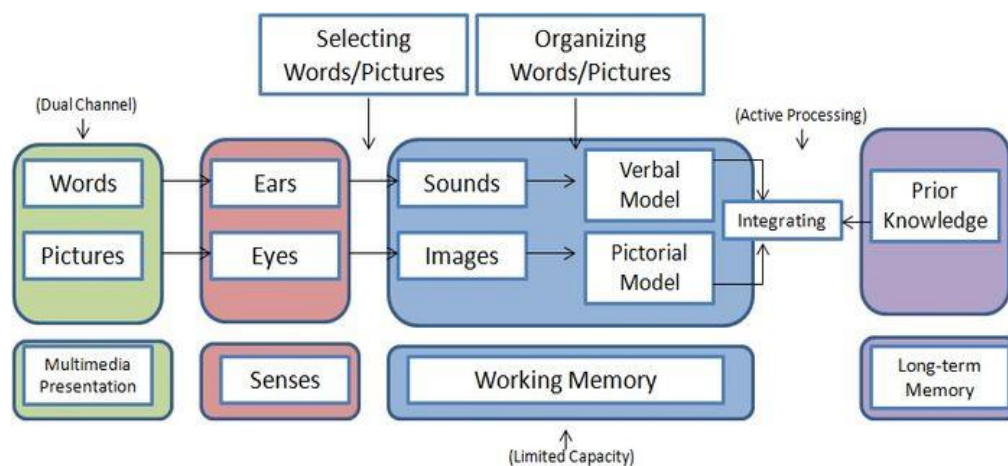 Selecting
Words/Pictures
Organizing
Words/Pictures
(Dual Channel)
(Active Processing)
Words
Ears
Sounds
Verbal
Model
Integrating
Prior
Knowledge
Pictures
Eyes
Images
Pictorial
Model
Multimedia
Presentation
Senses
Working Memory
Long-term
Memory
(Limited Capacity)